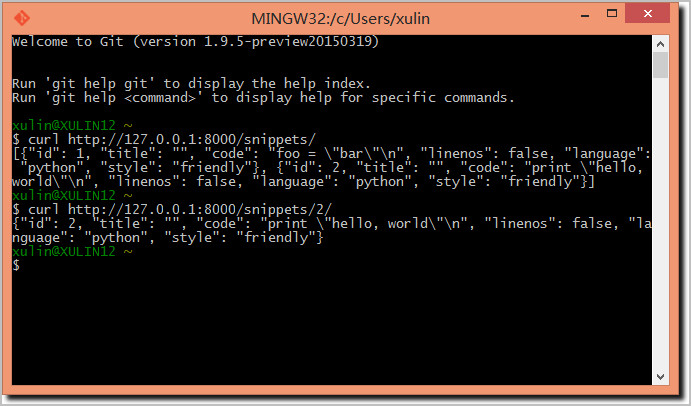 MINGW32:/c/Users/xulin
Welcome to Git (version 1.9.5-preview20150319)
Run 'git help git' to display the help index.
Run 'git help <command>' to display help for specific commands.
xulin@XULIN12 ~
$ curl http://127.0.0.1:8000/snippets/
[{"id": 1, "title": "", "code": "foo = \"bar\"\n", "linenos": false, "language":
 "python", "style": "friendly"}, {"id": 2, "title": "", "code": "print \"hello,
world\"\n", "linenos": false, "language": "python", "style": "friendly"}]
xulin@XULIN12 ~
$ curl http://127.0.0.1:8000/snippets/2/
{"id": 2, "title": "", "code": "print \"hello, world\"\n", "linenos": false, "la
nguage": "python", "style": "friendly"}
xulin@XULIN12 ~
$